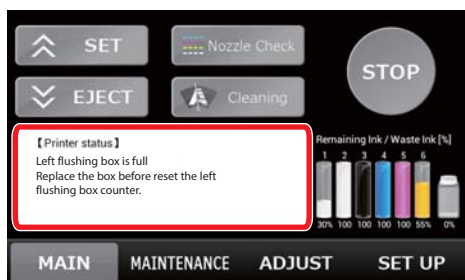 SET
Nozzle Check
STOP
EJECT
Cleaning
【Printer status】
Left flushing box is full
Replace the box before reset the left
flushing box counter.
Remaining Ink / Waste Ink [%]
1 2 3 4 5 6
30% 100 100 100 100 55% 0%
MAIN MAINTENANCE ADJUST SET UP